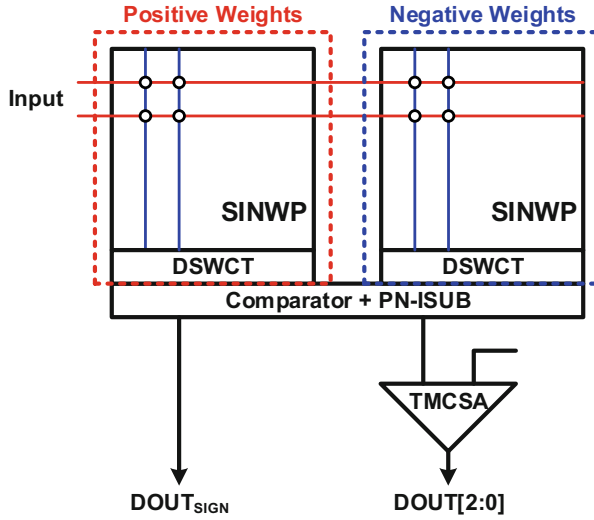 Positive Weights
Negative Weights
Input
SINWP
SINWP
DSWCT
DSWCT
Comparator + PN-ISUB
TMCSA
DOUTSIGN
DOUT[2:0]